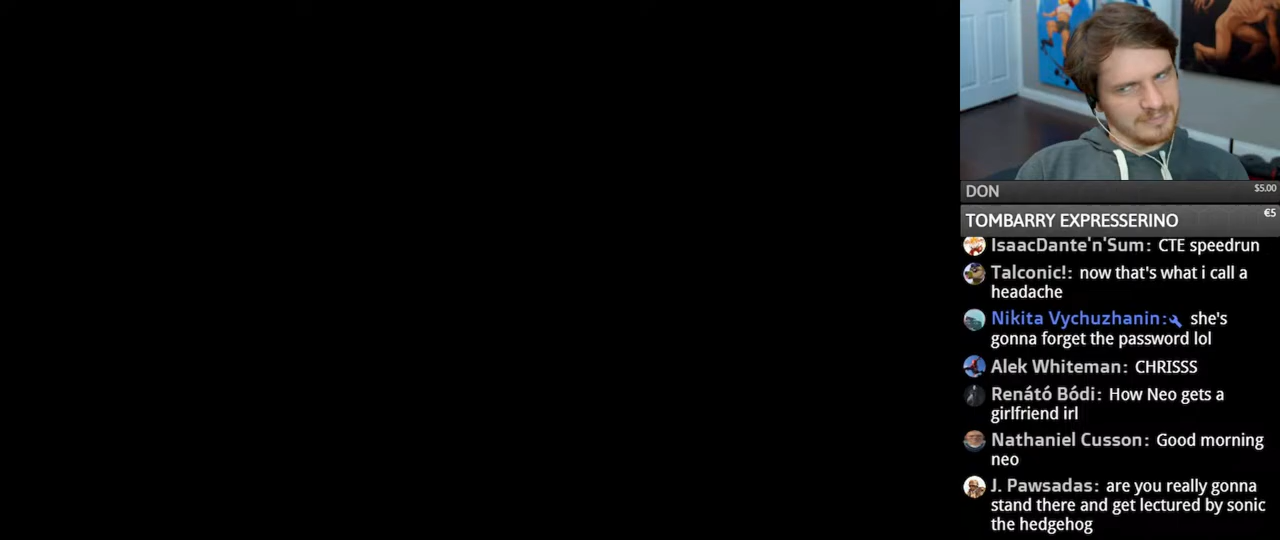 DON $5.00
TOMBARRY EXPRESSERINO €5
IsaacDante'n'Sum: CTE speedrun
Talconic!: now that's what i call a
headache
Nikita Vychuzhanin: she's
gonna forget the password lol
Alek Whiteman: CHRISSS
Renátó Bódi: How Neo gets a
girlfriend irl
Nathaniel Cusson: Good morning
neo
J. Pawsadas: are you really gonna
stand there and get lectured by sonic
the hedgehog